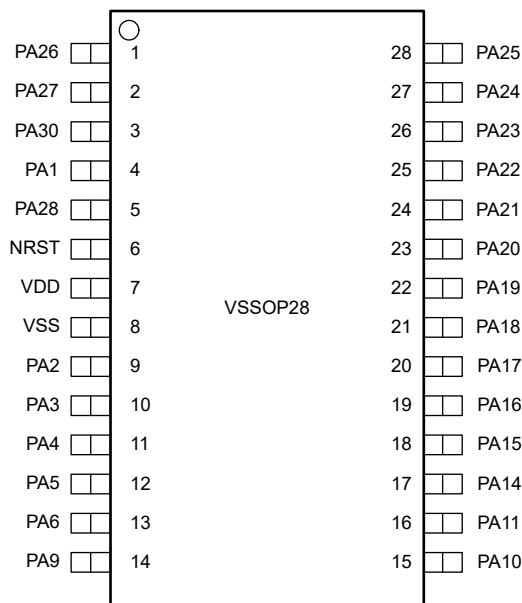 PA26 1 28 PA25
PA27 2 27 PA24
PA30 3 26 PA23
PA1 4 25 PA22
PA28 5 24 PA21
NRST 6 23 PA20
VDD 7 22 PA19
VSSOP28
VSS 8 21 PA18
PA2 9 20 PA17
PA3 10 19 PA16
PA4 11 18 PA15
PA5 12 17 PA14
PA6 13 16 PA11
PA9 14 15 PA10